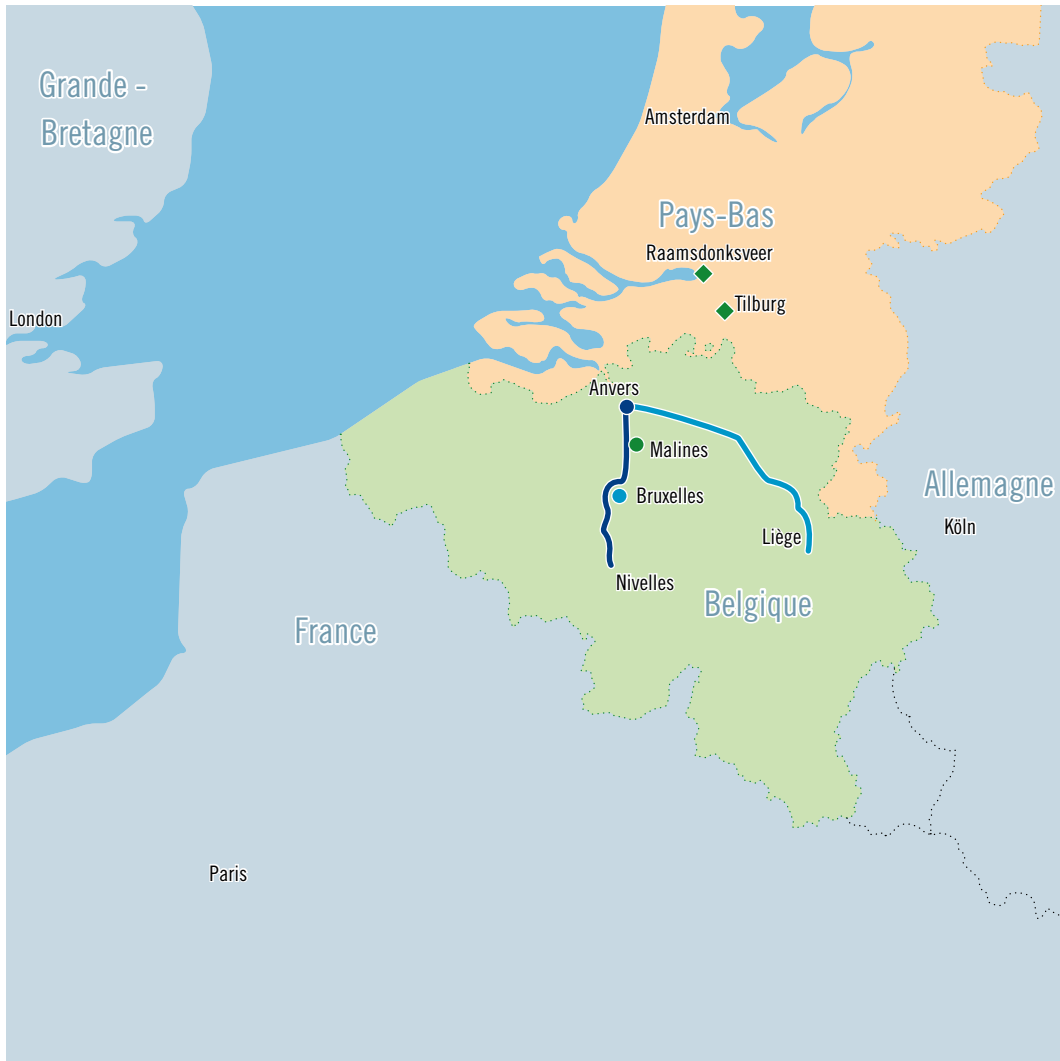 Grande -
Bretagne
Amsterdam
Pays-Bas
Raamsdonksveer
Tilburg
London
Anvers
Malines
Allemagne
Bruxelles
Köln
Liège
Nivelles
Belgique
France
Paris